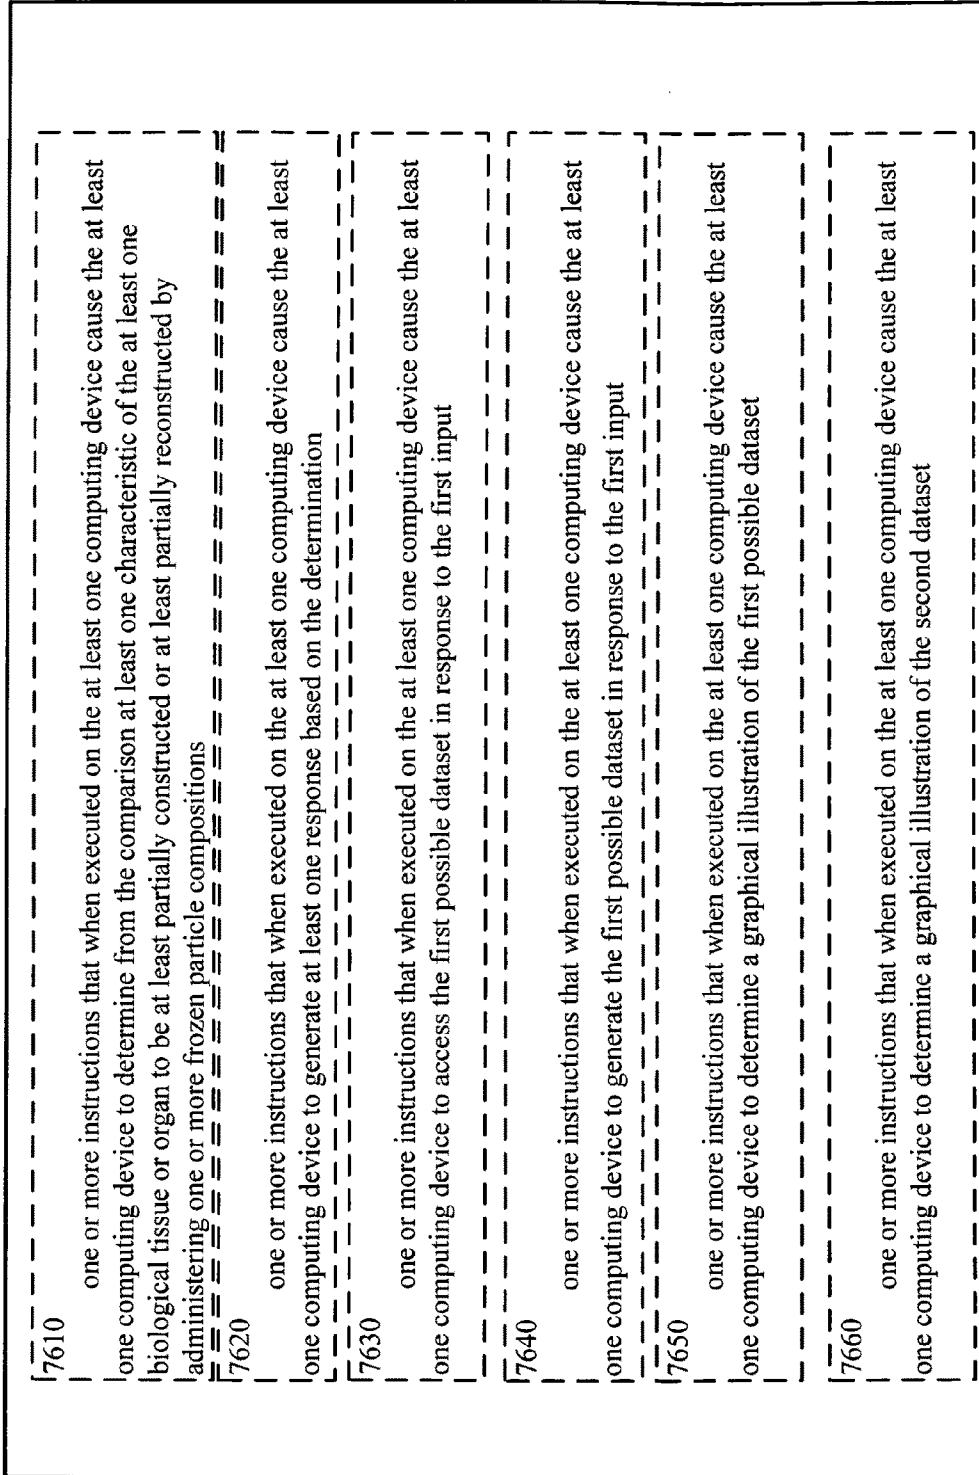 7610
one or more instructions that when executed on the at least one computing device cause the at least
one computing device to determine from the comparison at least one characteristic of the at least one
biological tissue or organ to be at least partially constructed or at least partially reconstructed by
administering one or more frozen particle compositions
7620
one or more instructions that when executed on the at least one computing device cause the at least
one computing device to generate at least one response based on the determination
7630
one or more instructions that when executed on the at least one computing device cause the at least
one computing device to access the first possible dataset in response to the first input
7640
one or more instructions that when executed on the at least one computing device cause the at least
one computing device to generate the first possible dataset in response to the first input
7650
one or more instructions that when executed on the at least one computing device cause the at least
one computing device to determine a graphical illustration of the first possible dataset
7660
one or more instructions that when executed on the at least one computing device cause the at least
one computing device to determine a graphical illustration of the second dataset